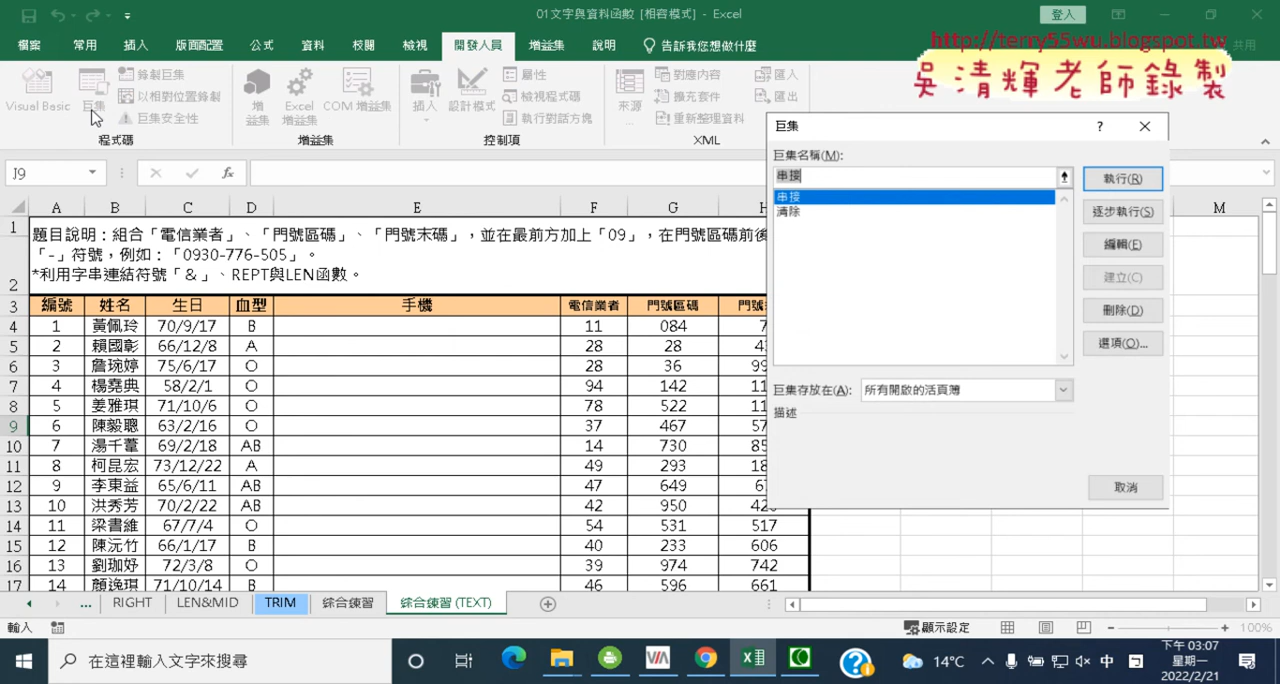 01文字與資料函數 [相容模式] - Excel
登入
檔案 常用 插入 版面配置 公式 資料 校閱 檢視 開發人員 增益集 說明 告訴我您想做什麼 共用
http://terry55wu.blogspot.tw
吳清輝老師錄製
Visual Basic 巨集 錄製巨集 以相對位置錄製 巨集安全性
程式碼
增益集 Excel 增益集 COM 增益集
增益集
插入 設計模式 屬性 檢視程式碼 執行對話方塊
控制項
來源 對應內容 擴充套件 重新整理資料 匯入 匯出
XML
J9 fx
A B C D E F G H M
1 題目說明：組合「電信業者」、「門號區碼」、「門號末碼」，並在最前方加上「09」，在門號區碼前後
「-」符號，例如：「0930-776-505」。
2 *利用字串連結符號「&」、REPT與LEN函數。
3 編號 姓名 生日 血型 手機 電信業者 門號區碼
4 1 黃佩玲 70/9/17 B 11 084
5 2 賴國彰 66/12/8 A 28 28
6 3 詹琬婷 75/6/17 O 28 36
7 4 楊堯典 58/2/1 O 94 142
8 5 姜雅琪 71/10/6 O 78 522
9 6 陳毅聰 63/2/16 O 37 467
10 7 湯千葦 69/2/18 AB 14 730
11 8 柯昆宏 73/12/22 A 49 293
12 9 李東益 65/6/11 AB 47 649
13 10 洪秀芳 70/2/22 AB 42 950
14 11 梁書維 67/7/4 O 54 531 517
15 12 陳沅竹 66/1/17 B 40 233 606
16 13 劉珈妤 72/3/8 O 39 974 742
17 14 顏逸琪 71/10/14 B 46 596 661
巨集 ?
巨集名稱(M):
串接
串接
清除
執行(R)
逐步執行(S)
編輯(E)
建立(C)
刪除(D)
選項(O)...
巨集存放在(A): 所有開啟的活頁簿
描述
取消
... RIGHT LEN&MID TRIM 綜合練習 綜合練習 (TEXT)
輸入 顯示設定 100%
在這裡輸入文字來搜尋 14°C 中 下午 03:07
星期一
2022/2/21